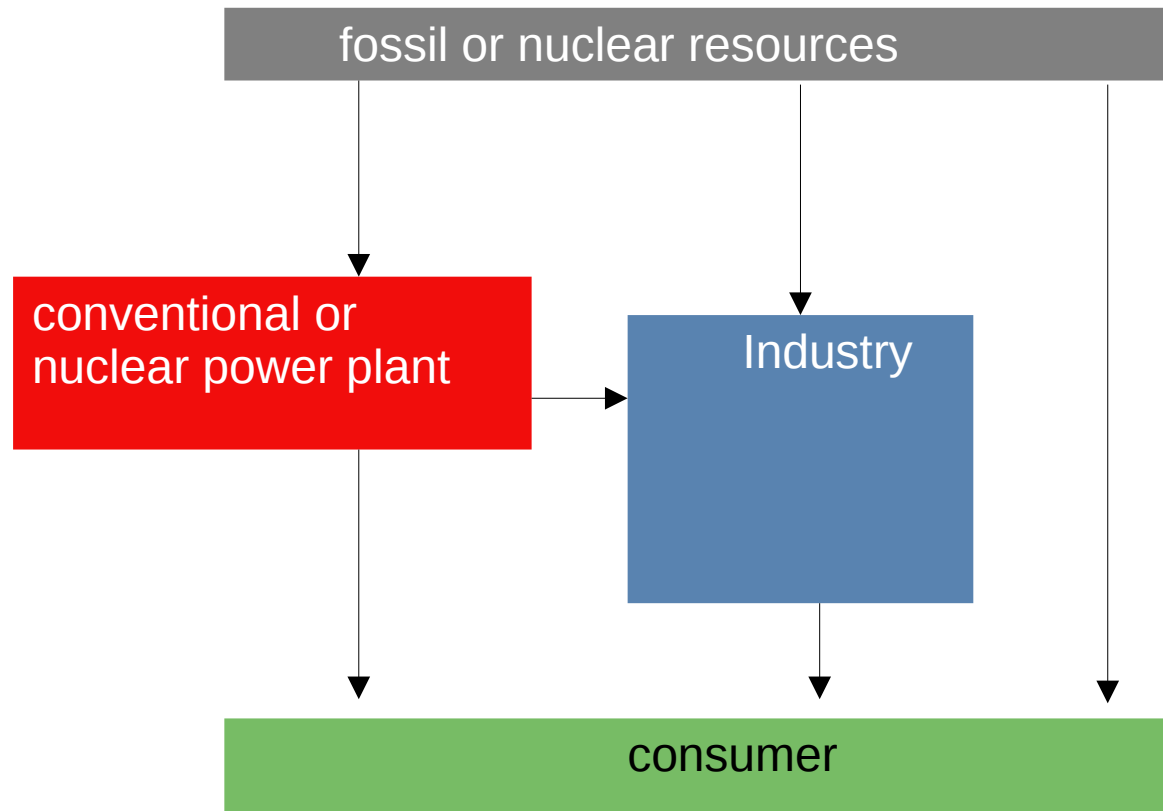 fossil or nuclear resources
conventional or
nuclear power plant
Industry
consumer